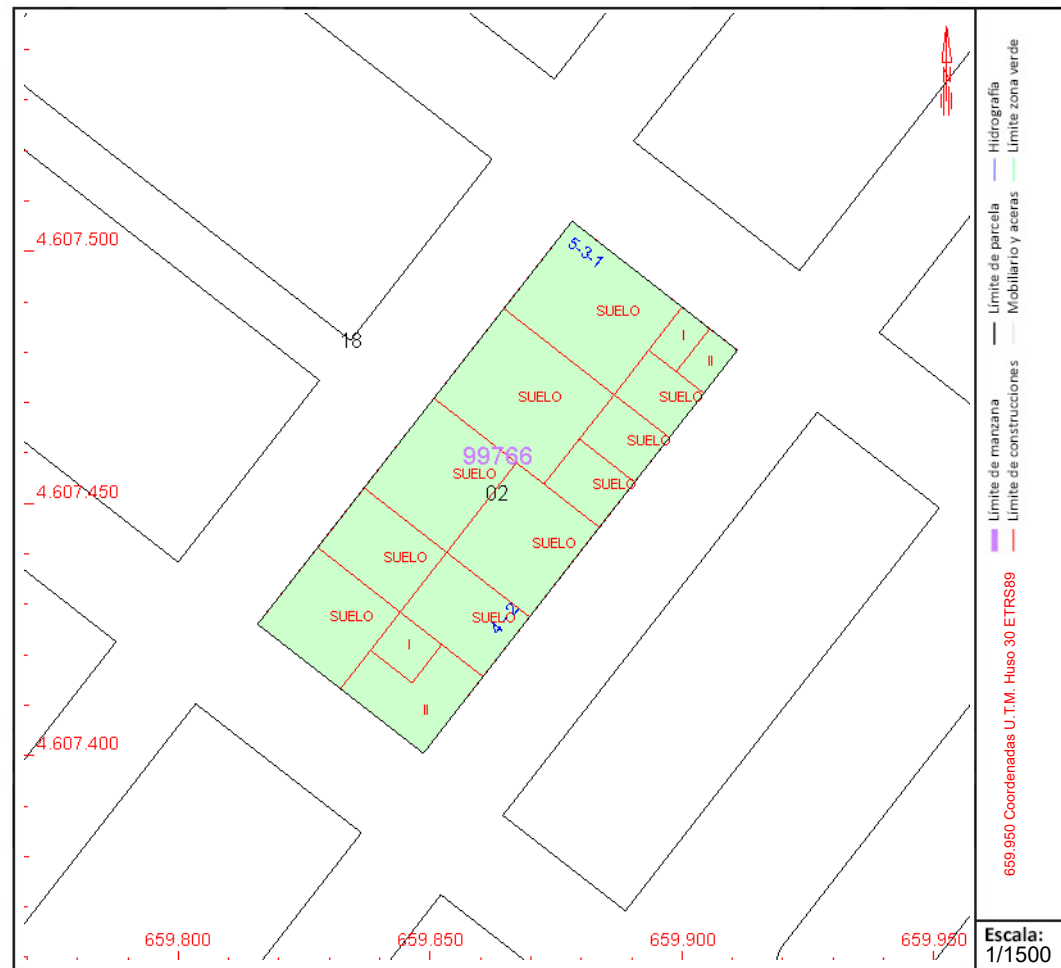 4.607.500
5-3-1
SUELO
I
II
18
SUELO
SUELO
SUELO
99766
SUELO
SUELO
4.607.450
02
SUELO
SUELO
SUELO
SUELO
I
II
4.607.400
659.800
659.850
659.900
659.950
Límite de manzana
Límite de construcciones
Límite de parcela
Mobiliario y aceras
Hidrografía
Límite zona verde
659.950 Coordenadas U.T.M. Huso 30 ETRS89
Escala:
1/1500